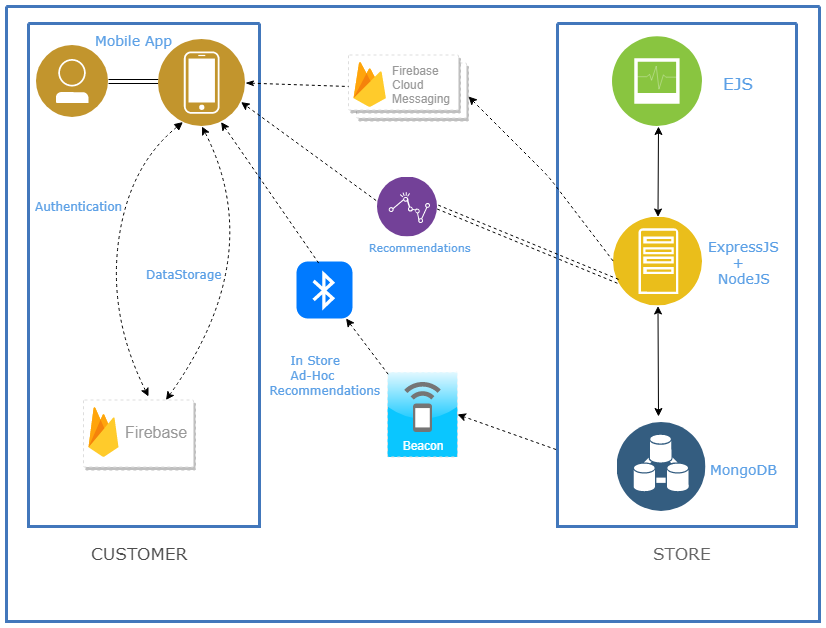 Mobile App
Firebase
Cloud
Messaging
EJS
Authentication
Recommendations
ExpressJS
+
NodeJS
DataStorage
In Store
Ad-Hoc
Recommendations
Firebase
Beacon
MongoDB
CUSTOMER
STORE